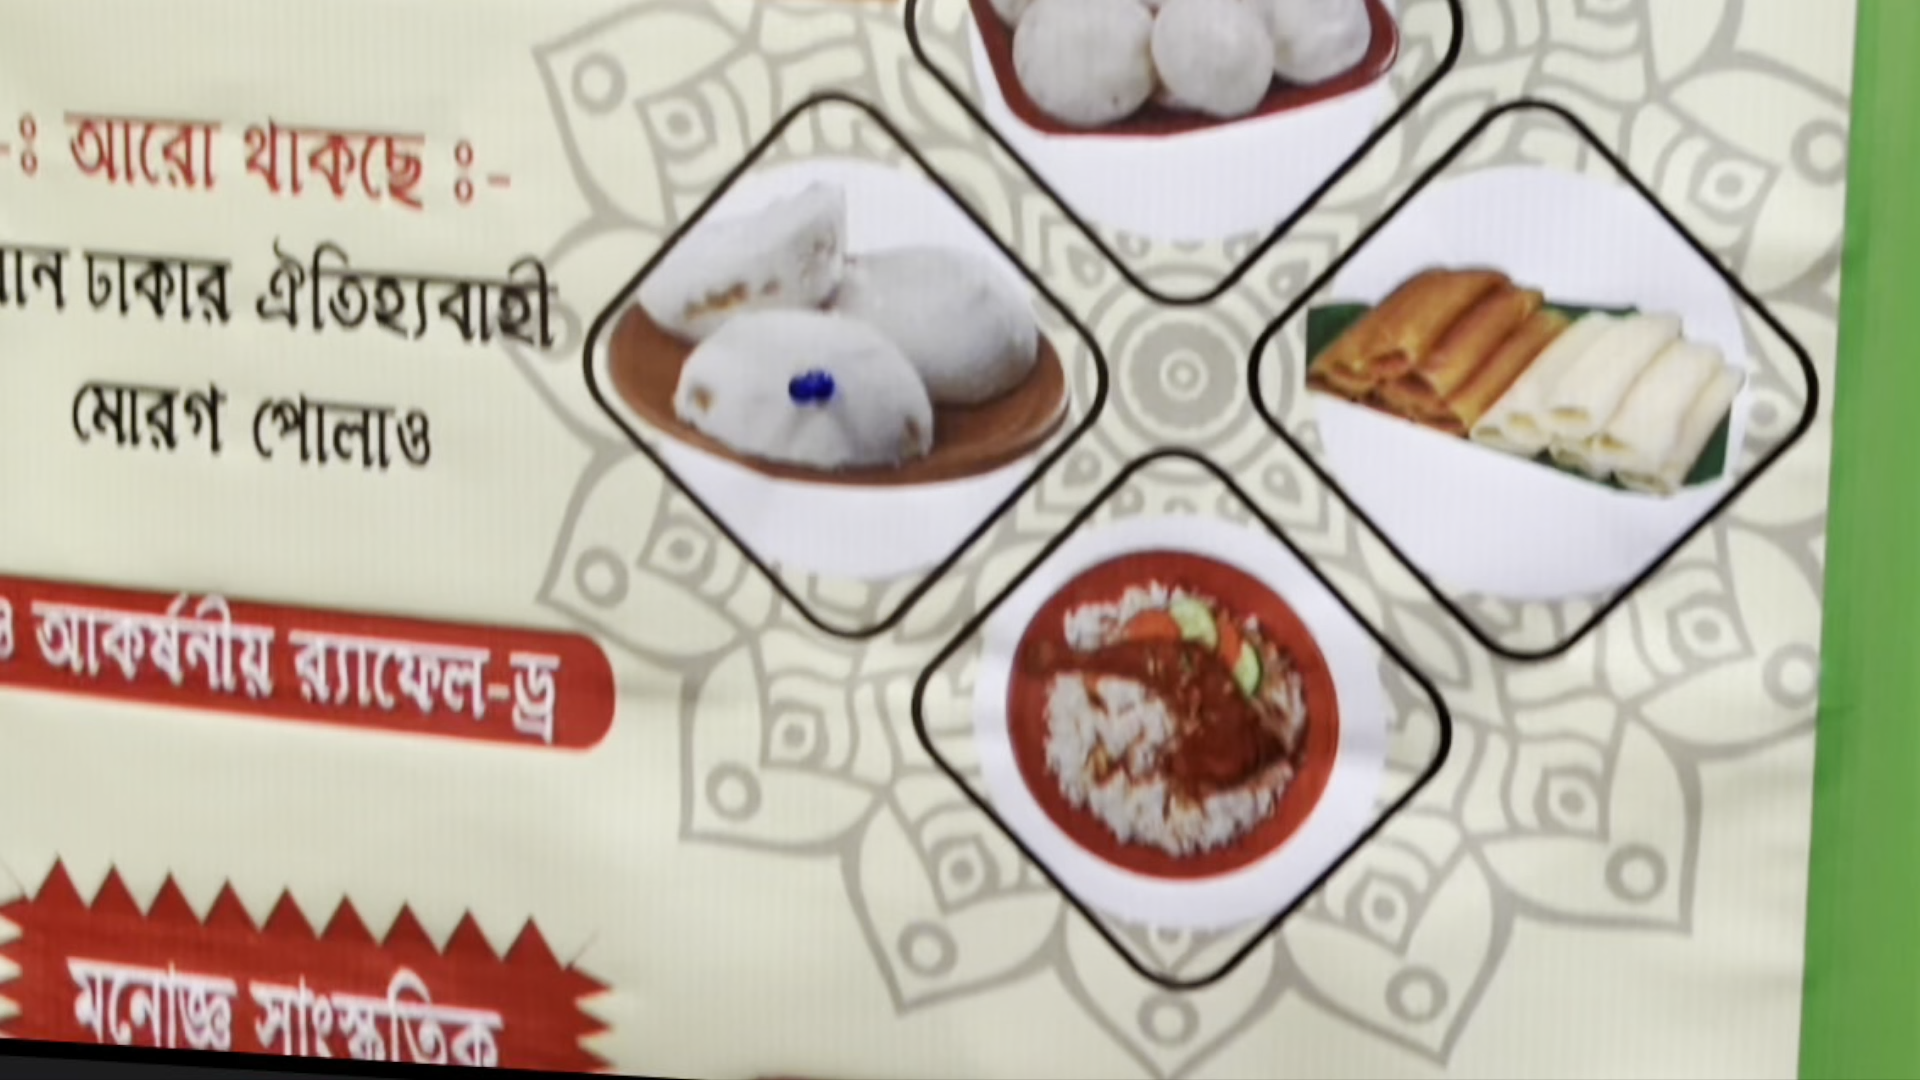 -ঃ আরো থাকছে ঃ-
ঢাকার ঐতিহ্যবাহী
মোরগ পোলাও
আকর্ষনীয় র‍্যাফেল-ড্র
মনোজ্ঞ সাংস্কৃতিক